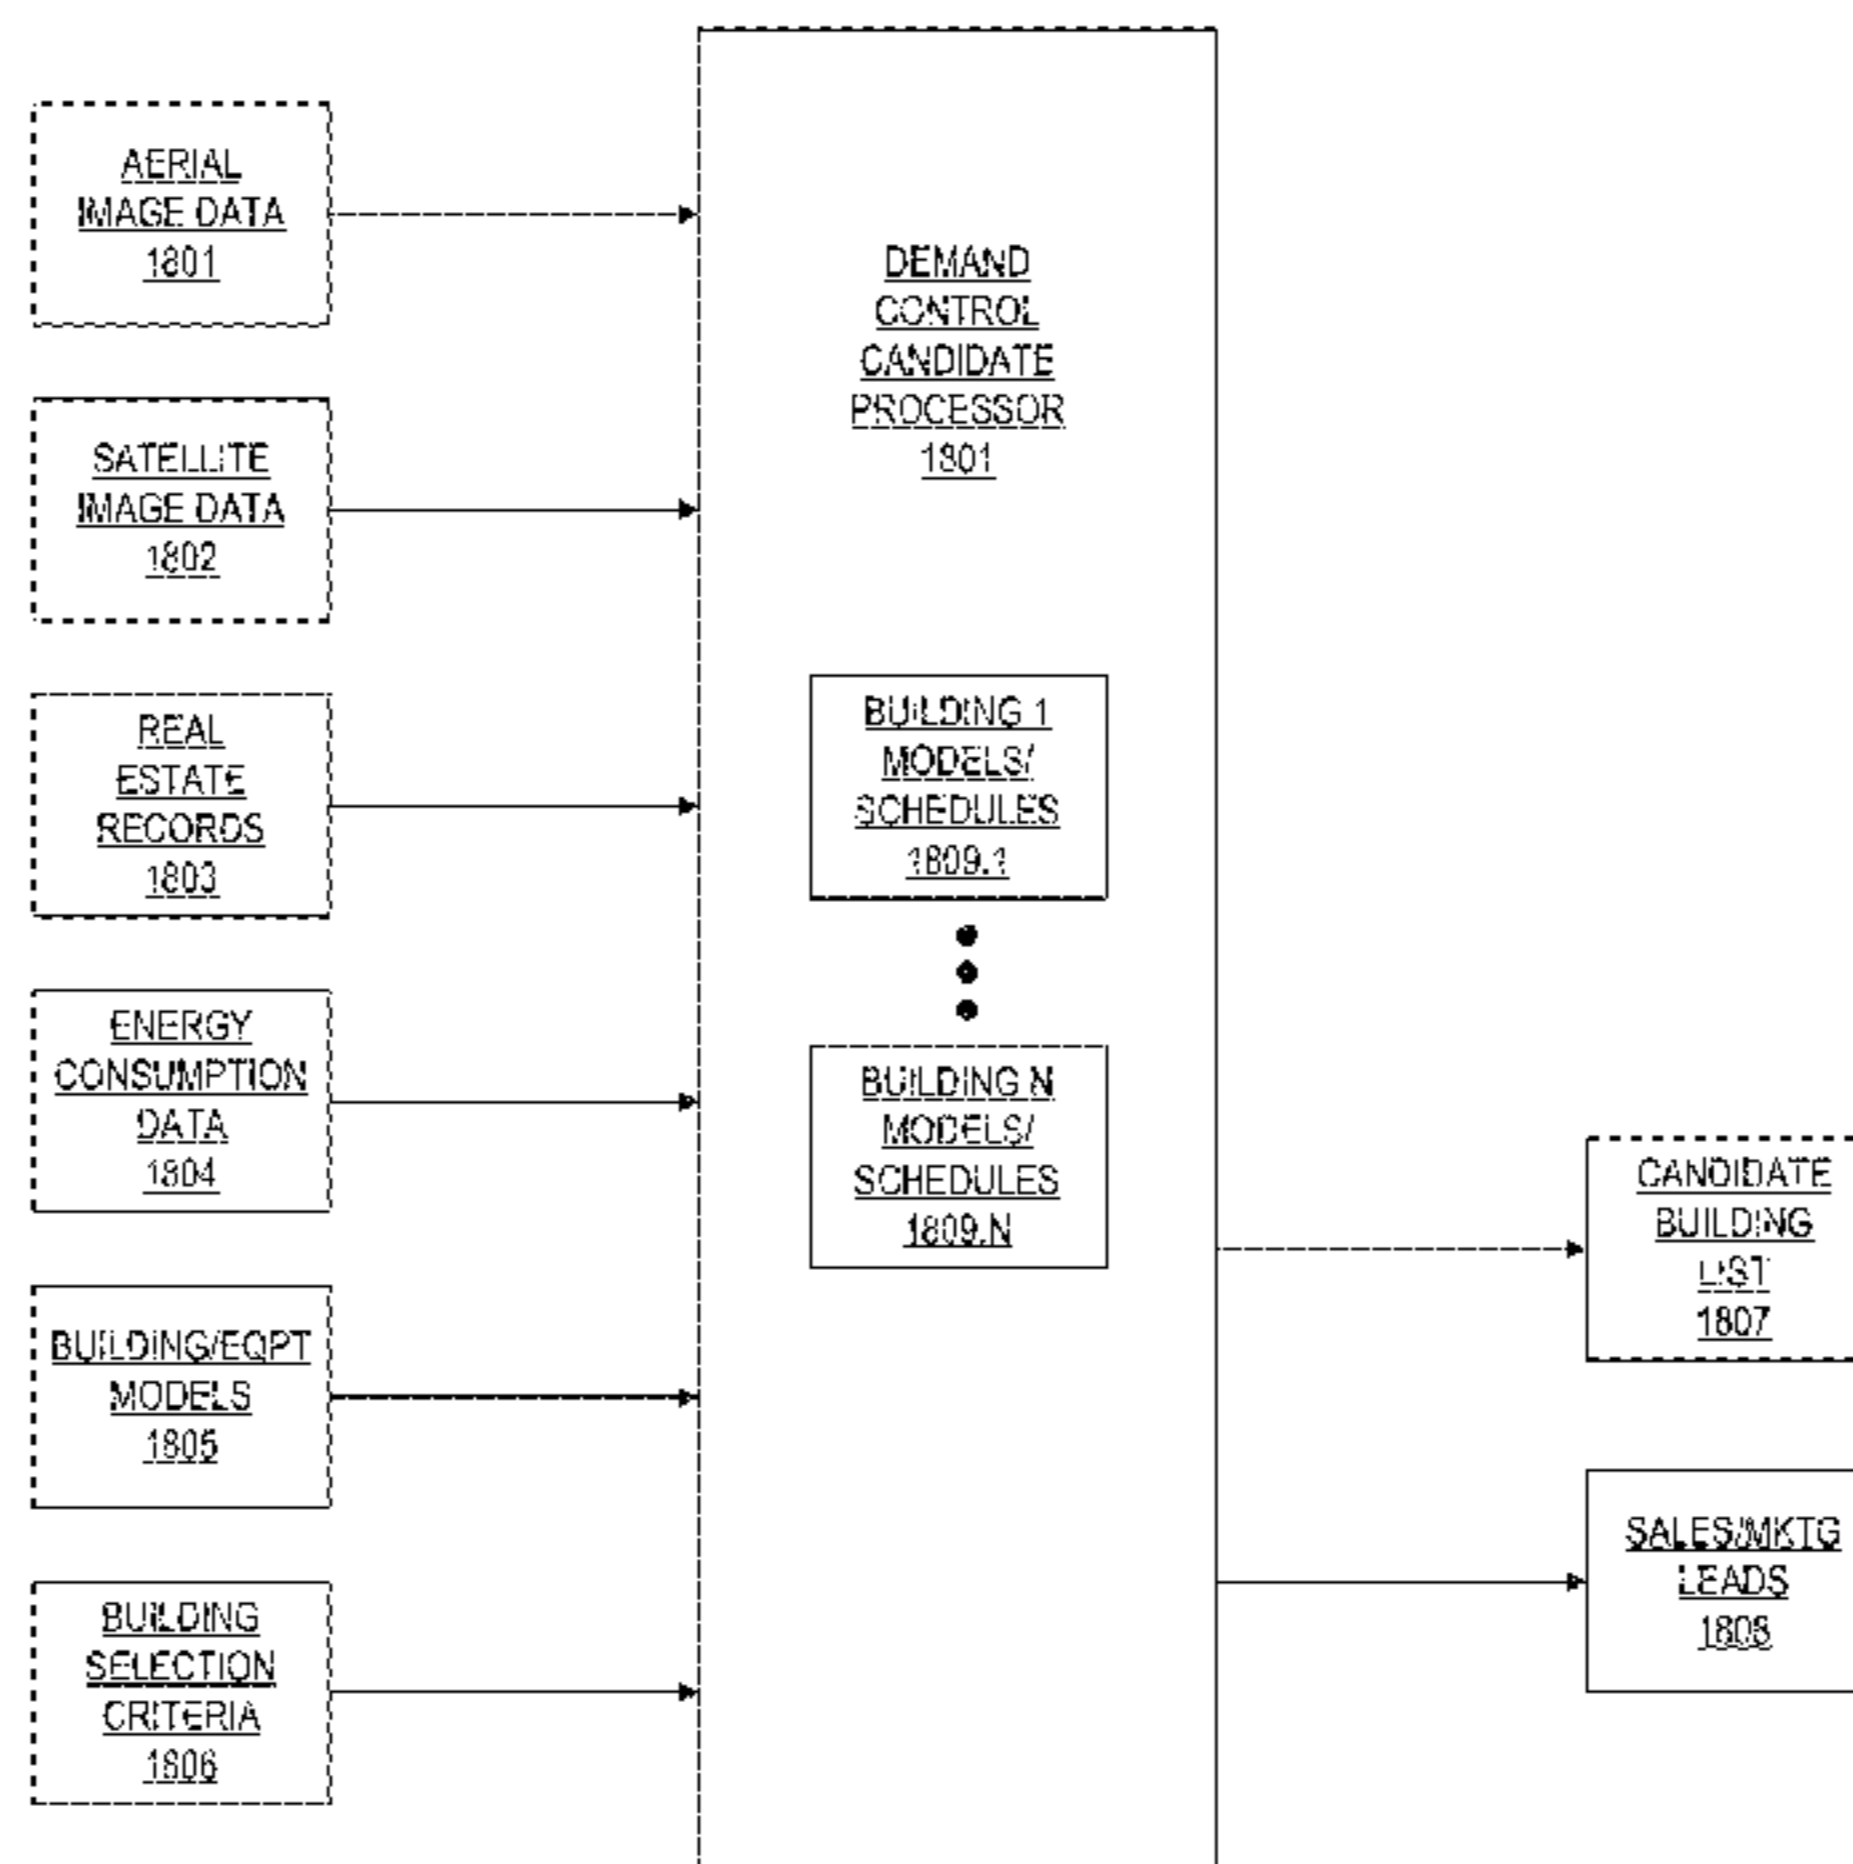 AERIAL
IMAGE DATA
1801
SATELLITE
IMAGE DATA
1802
REAL
ESTATE
RECORDS
1803
ENERGY
CONSUMPTION
DATA
1804
BUILDING/EQPT
MODELS
1805
BUILDING
SELECTION
CRITERIA
1806
DEMAND
CONTROL
CANDIDATE
PROCESSOR
1801
BUILDING 1
MODELS/
SCHEDULES
1809.1
BUILDING N
MODELS/
SCHEDULES
1809.N
CANDIDATE
BUILDING
LIST
1807
SALES/MKTG
LEADS
1808